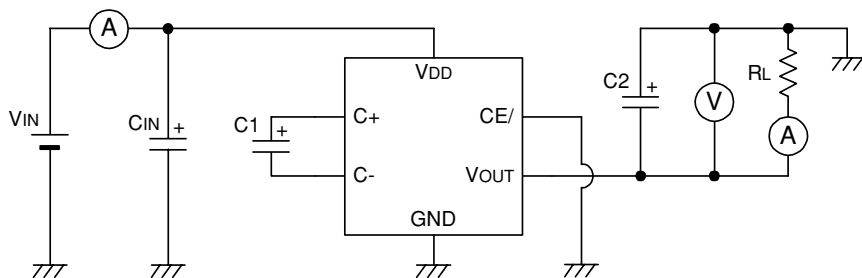 A
VDD
C2
RL
VIN
CIN
+
C1
+
C+
C-
CE/
VOUT
GND
+
V
A